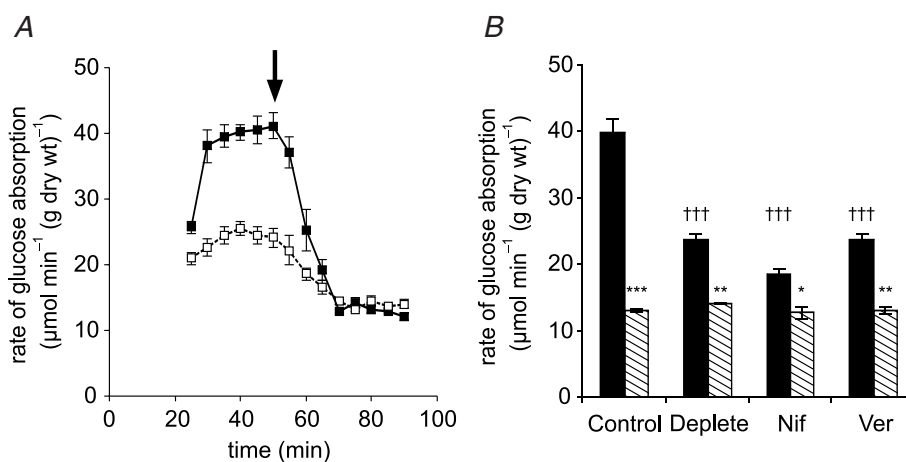 A
50
40
30
20
10
0
rate of glucose absorption
(µmol min⁻¹ (g dry wt)⁻¹
0 20 40 60 80 100
time (min)
B
50
40
30
20
10
0
rate of glucose absorption
(µmol min⁻¹ (g dry wt)⁻¹
††† ††† †††
*** ** * **
Control Deplete Nif Ver